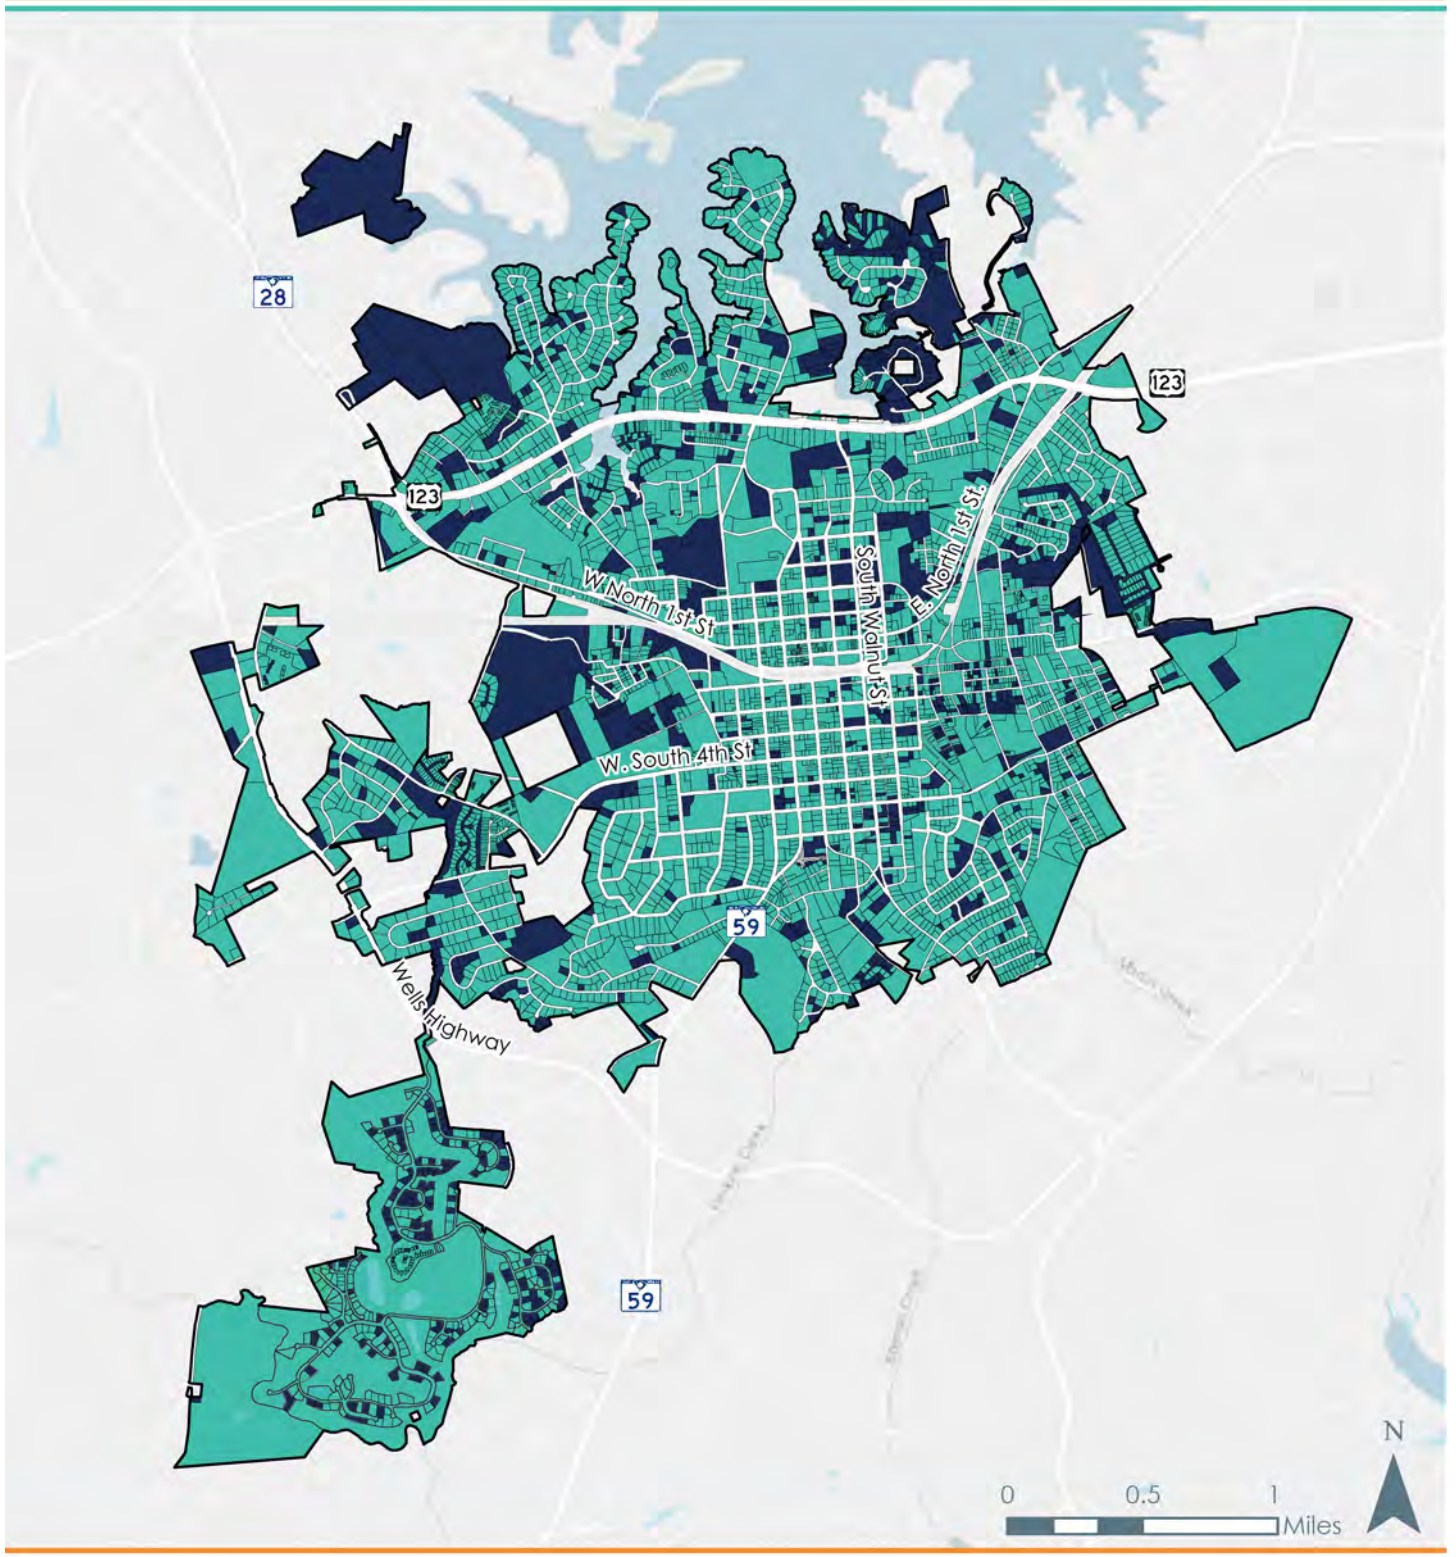 28
123
123
South Walnut St
E. North 1st St.
W North 1st St
W. South 4th St
59
Wells Highway
59
N
0 0.5 1
Miles